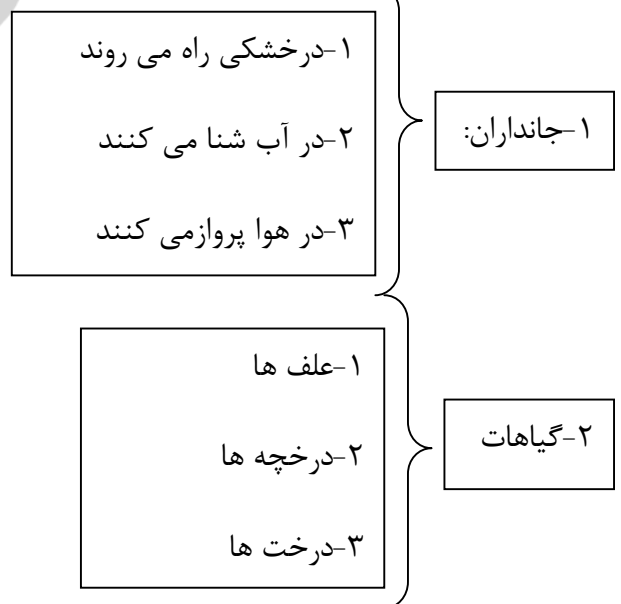 ۱-جانداران:
۱-درخشکی راه می روند
۲-در آب شنا می کنند
۳-در هوا پروازمی کنند
۲-گیاهات
۱-علف ها
۲-درخچه ها
۳-درخت ها